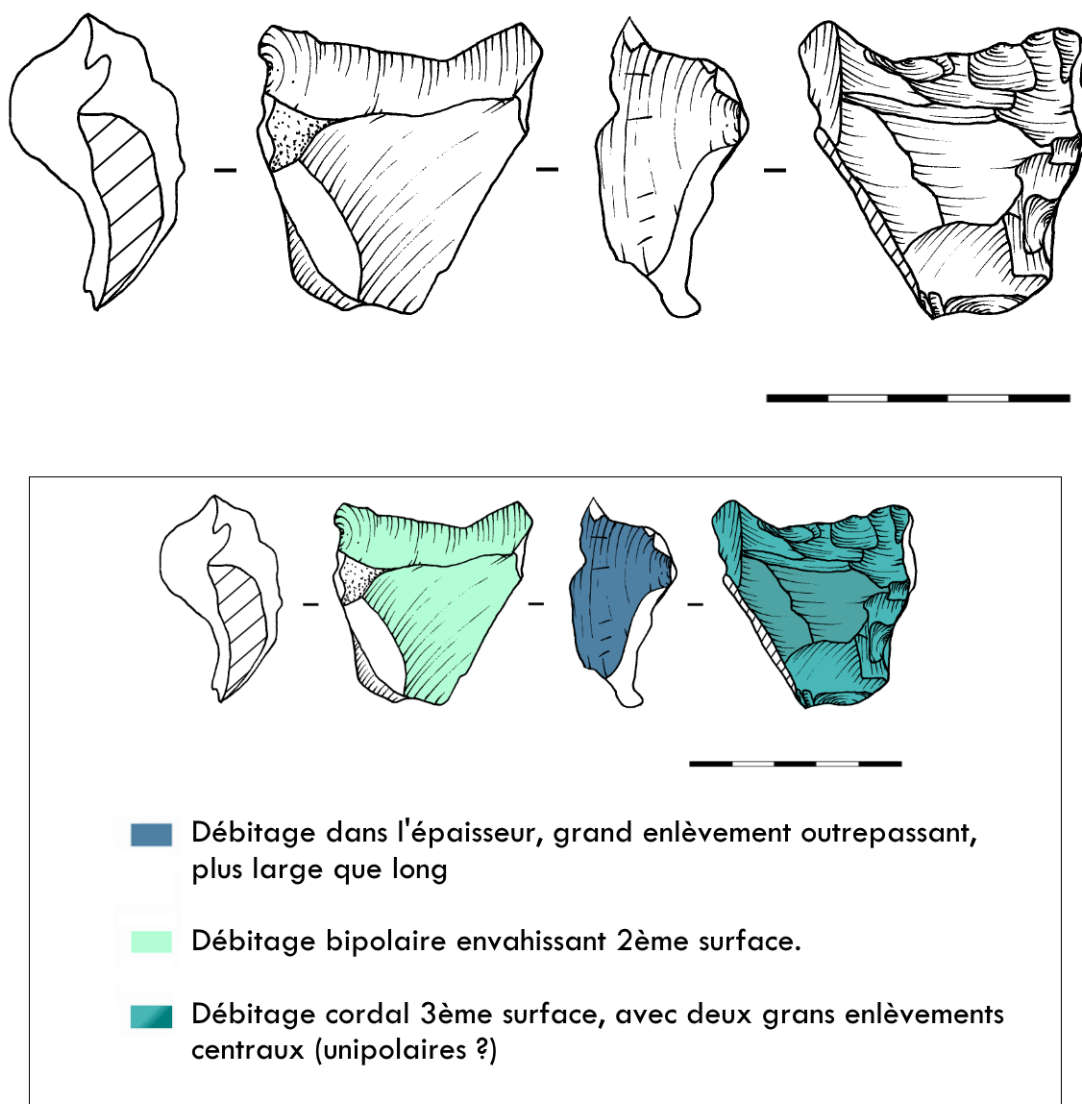 Débitage dans l'épaisseur, grand enlèvement outrepassant,
plus large que long
Débitage bipolaire envahissant 2ème surface.
Débitage cordal 3ème surface, avec deux grans enlèvements
centraux (unipolaires ?)